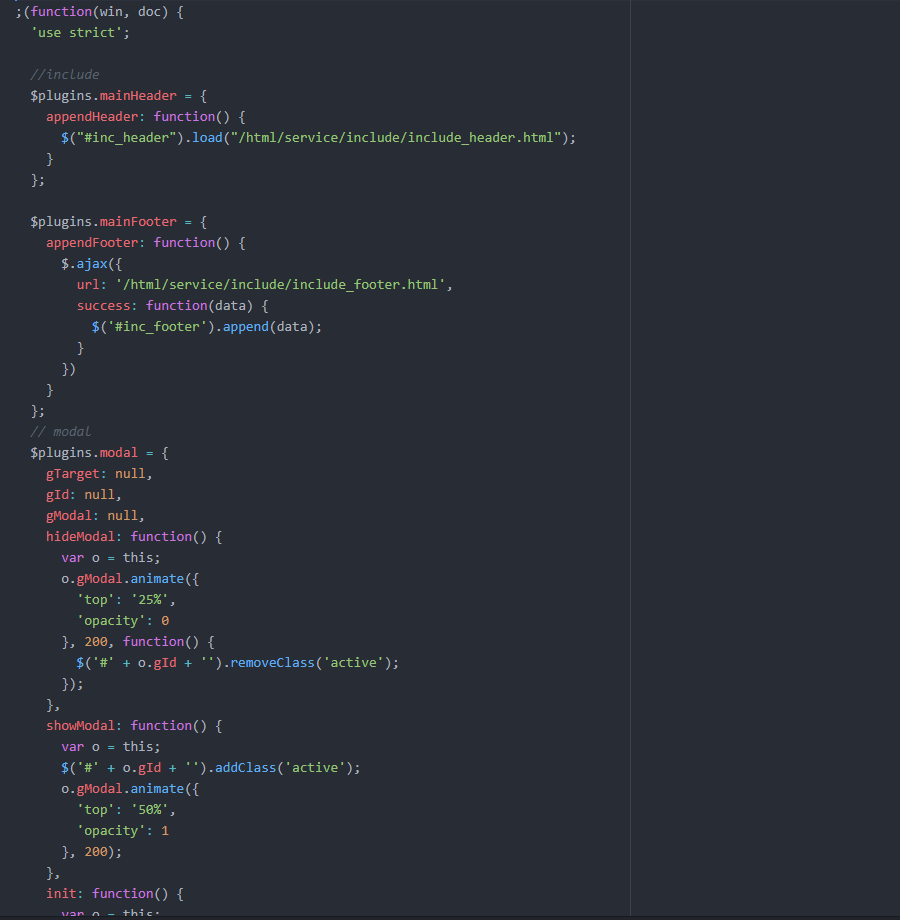 ;(function(win, doc) {
  'use strict';

  //include
  $plugins.mainHeader = {
    appendHeader: function() {
      $("#inc_header").load("/html/service/include/include_header.html");
    }
  };

  $plugins.mainFooter = {
    appendFooter: function() {
      $.ajax({
        url: '/html/service/include/include_footer.html',
        success: function(data) {
          $('#inc_footer').append(data);
        }
      })
    }
  };
  // modal
  $plugins.modal = {
    gTarget: null,
    gId: null,
    gModal: null,
    hideModal: function() {
      var o = this;
      o.gModal.animate({
        'top': '25%',
        'opacity': 0
      }, 200, function() {
        $('#' + o.gId + '').removeClass('active');
      });
    },
    showModal: function() {
      var o = this;
      $('#' + o.gId + '').addClass('active');
      o.gModal.animate({
        'top': '50%',
        'opacity': 1
      }, 200);
    },
    init: function() {
      var o = this;